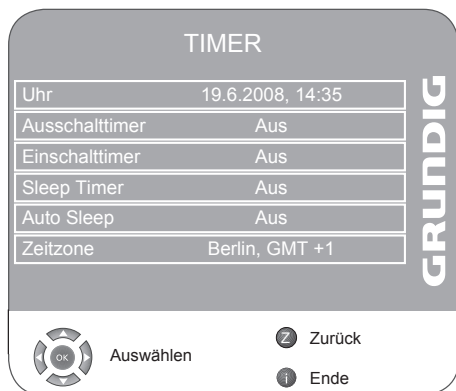 TIMER
Uhr 19.6.2008, 14:35
Ausschalttimer Aus
Einschalttimer Aus
Sleep Timer Aus
Auto Sleep Aus
Zeitzone Berlin, GMT +1
GRUNDIG
OK Auswählen
Z Zurück
i Ende